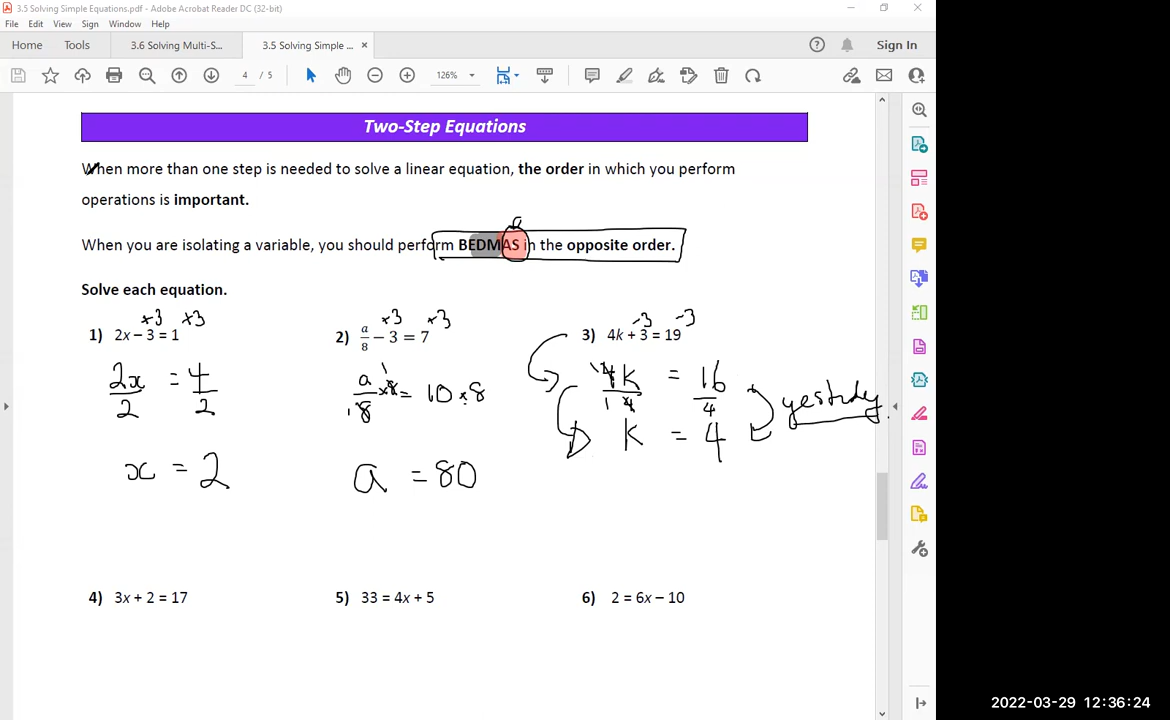 3.5 Solving Simple Equations.pdf - Adobe Acrobat Reader DC (32-bit)
File Edit View Sign Window Help
Home Tools 3.6 Solving Multi-S... 3.5 Solving Simple ... × Sign In
4 / 5 126%
Two-Step Equations
When more than one step is needed to solve a linear equation, the order in which you perform
operations is important.
When you are isolating a variable, you should perform BEDMAS in the opposite order.
Solve each equation.
+3 +3 +3 +3 -3 -3
1) 2x – 3 = 1 2) a/8 – 3 = 7 3) 4k + 3 = 19
2x/2 = 4/2 a/8 × 8 = 10 × 8 4k/4 = 16/4 yesterday.
x = 2 a = 80 k = 4
4) 3x + 2 = 17 5) 33 = 4x + 5 6) 2 = 6x – 10
2022-03-29 12:36:24